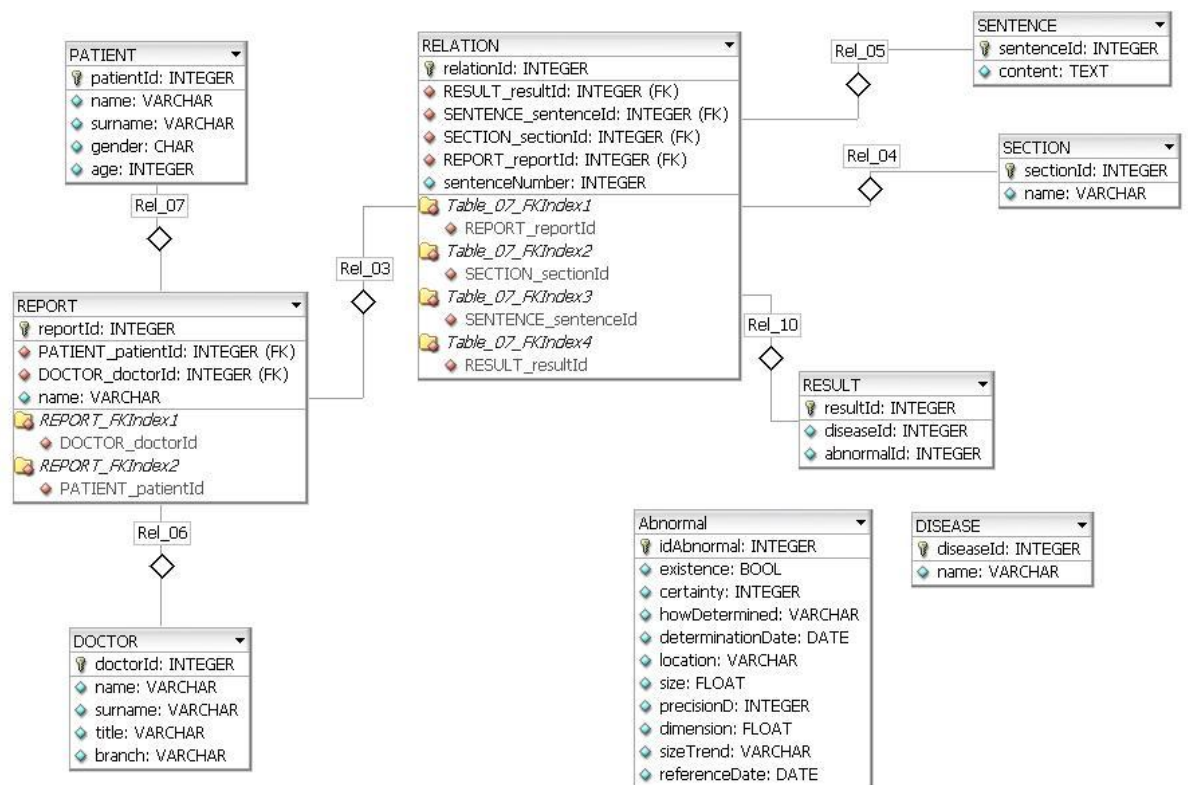 PATIENT
patientId: INTEGER
name: VARCHAR
surname: VARCHAR
gender: CHAR
age: INTEGER
Rel_07
REPORT
reportId: INTEGER
PATIENT_patientId: INTEGER (FK)
DOCTOR_doctorId: INTEGER (FK)
name: VARCHAR
REPORT_FKIndex1
DOCTOR_doctorId
REPORT_FKIndex2
PATIENT_patientId
Rel_06
DOCTOR
doctorId: INTEGER
name: VARCHAR
surname: VARCHAR
title: VARCHAR
branch: VARCHAR
Rel_03
RELATION
relationId: INTEGER
RESULT_resultId: INTEGER (FK)
SENTENCE_sentenceId: INTEGER (FK)
SECTION_sectionId: INTEGER (FK)
REPORT_reportId: INTEGER (FK)
sentenceNumber: INTEGER
Table_07_FKIndex1
REPORT_reportId
Table_07_FKIndex2
SECTION_sectionId
Table_07_FKIndex3
SENTENCE_sentenceId
Table_07_FKIndex4
RESULT_resultId
Rel_05
SENTENCE
sentenceId: INTEGER
content: TEXT
Rel_04
SECTION
sectionId: INTEGER
name: VARCHAR
Rel_10
RESULT
resultId: INTEGER
diseaseId: INTEGER
abnormalId: INTEGER
Abnormal
idAbnormal: INTEGER
existence: BOOL
certainty: INTEGER
howDetermined: VARCHAR
determinationDate: DATE
location: VARCHAR
size: FLOAT
precisionD: INTEGER
dimension: FLOAT
sizeTrend: VARCHAR
referenceDate: DATE
DISEASE
diseaseId: INTEGER
name: VARCHAR